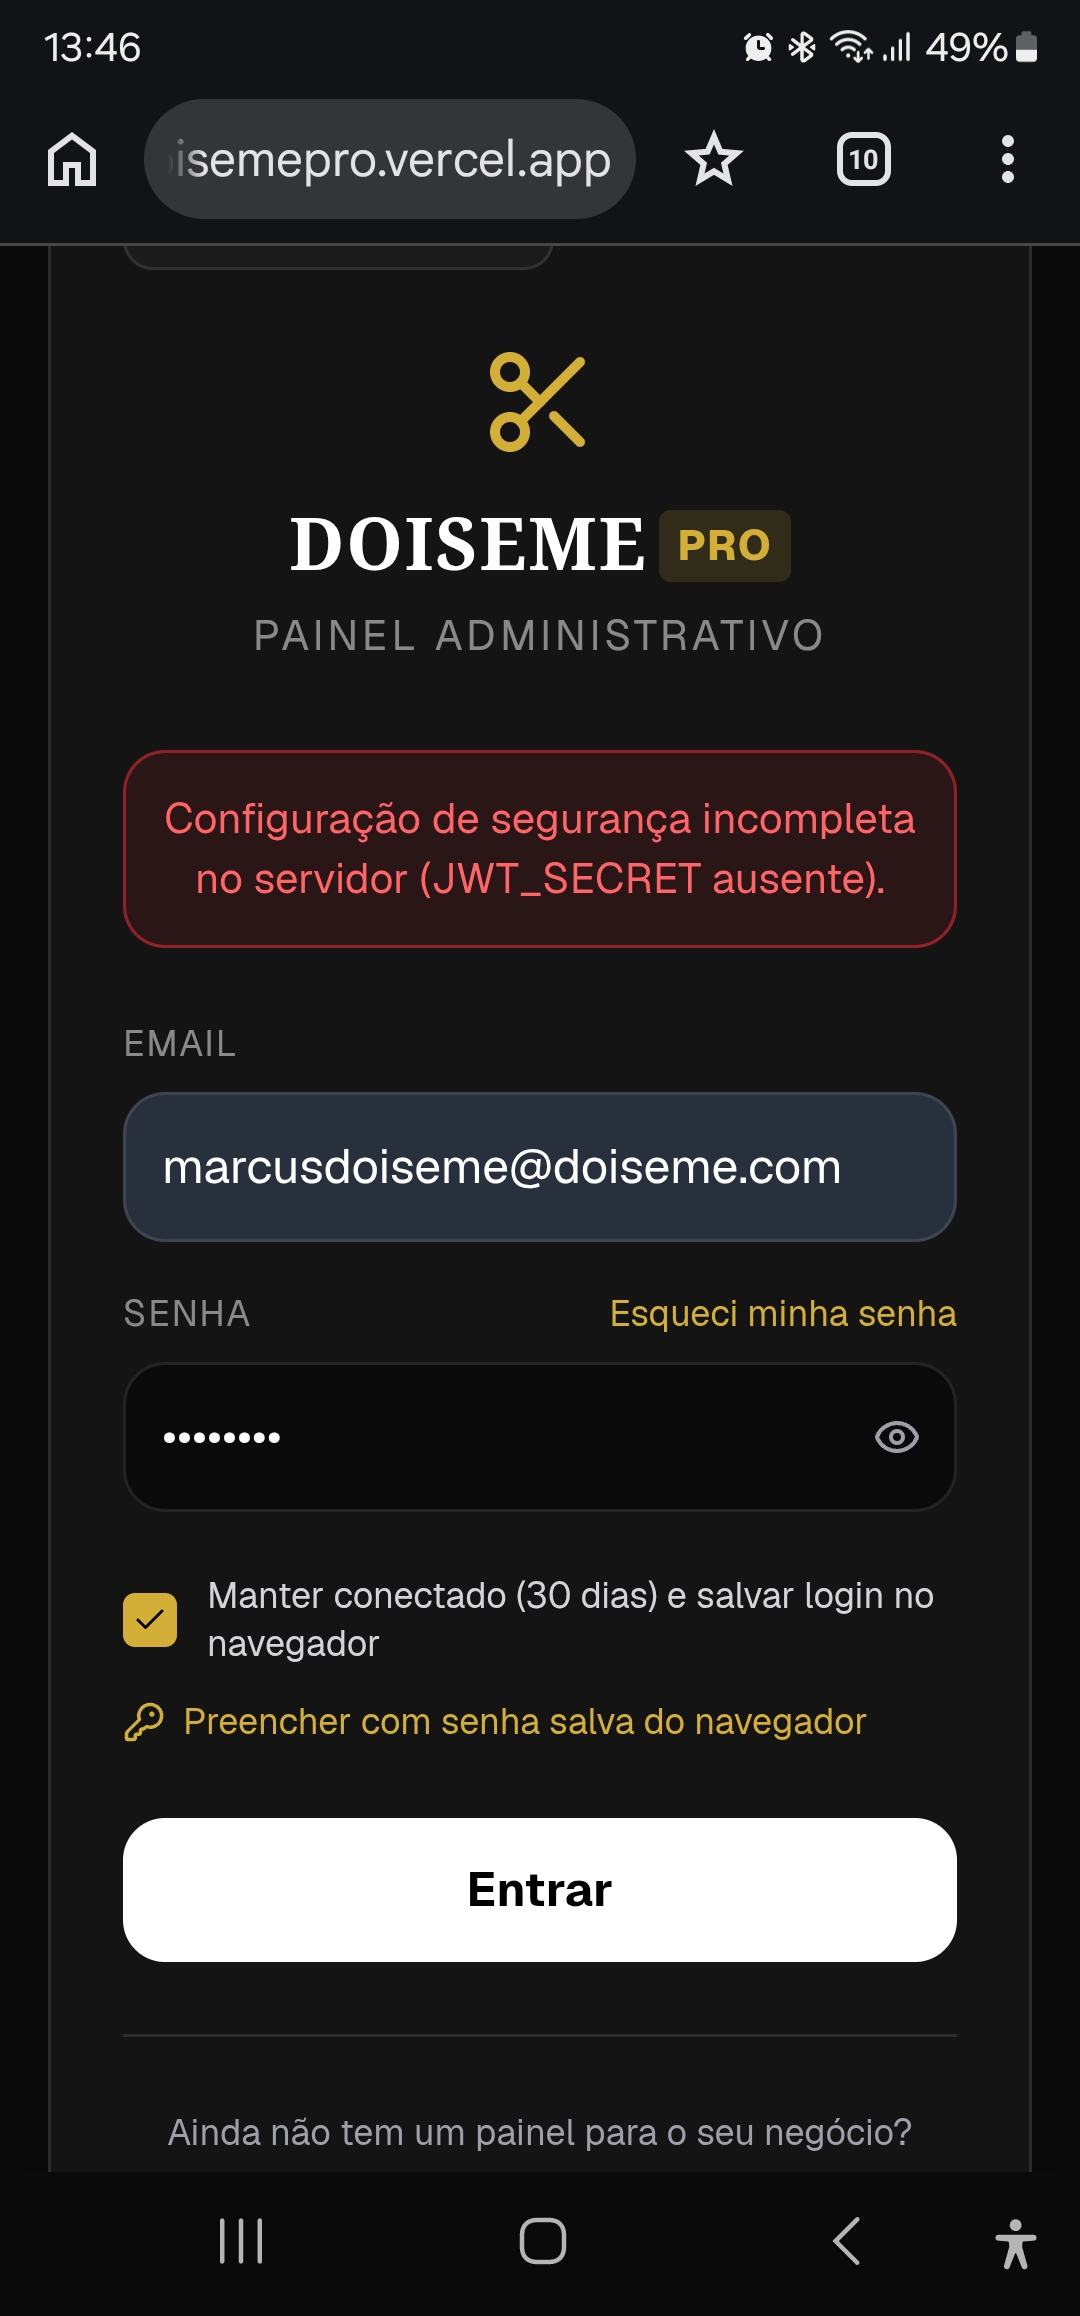 13:46
49%
isemepro.vercel.app
10
DOISEME PRO
PAINEL ADMINISTRATIVO
Configuração de segurança incompleta
no servidor (JWT_SECRET ausente).
EMAIL
marcusdoiseme@doiseme.com
SENHA
Esqueci minha senha
••••••••
Manter conectado (30 dias) e salvar login no
navegador
Preencher com senha salva do navegador
Entrar
Ainda não tem um painel para o seu negócio?